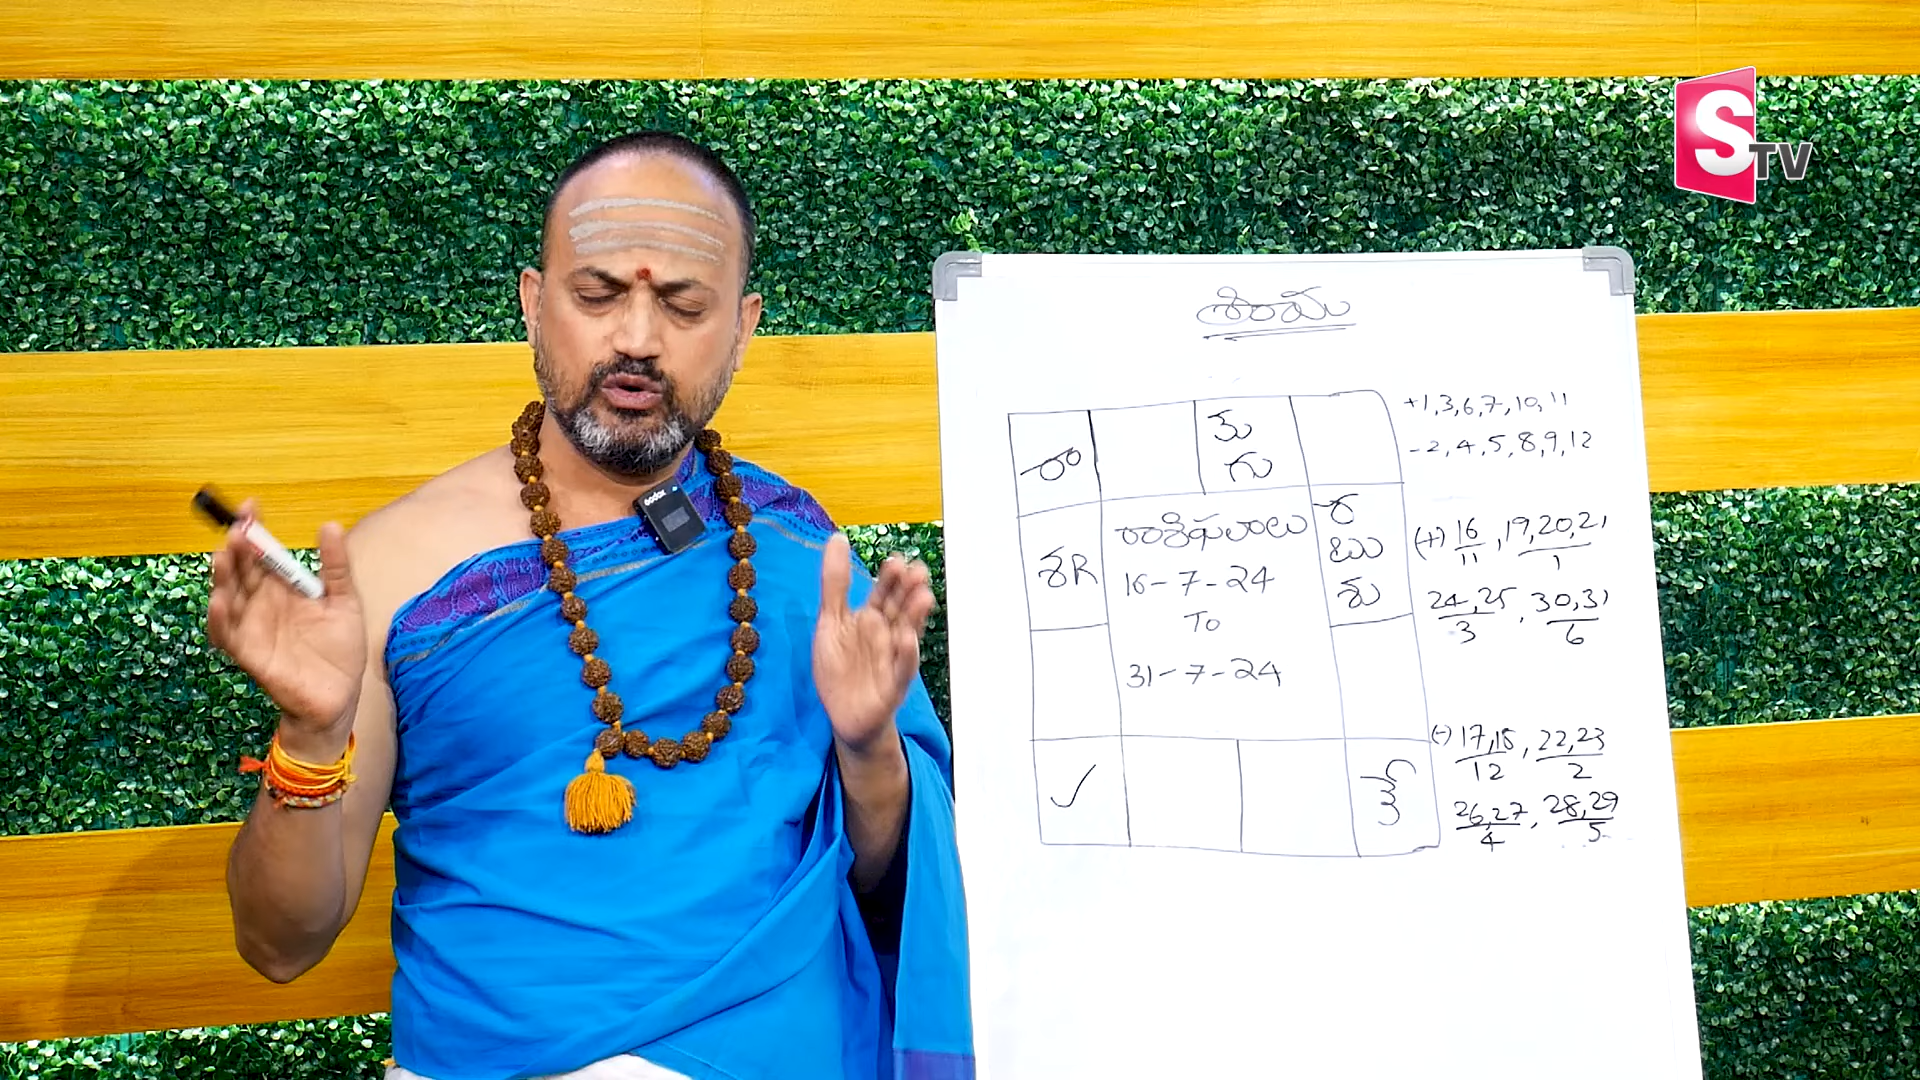 S TV
శ్రీరామ
+1,3,6,7,10,11
-2,4,5,8,9,12
రా
కు
గు
శR
ర
బు
శు
రాశిఫలాలు
16-7-24
To
31-7-24
(+) 16/11, 19,20,21/1
24,25/3, 30,31/6
(-) 17,18/12, 22,23/2
26,27/4, 28,29/5
godox